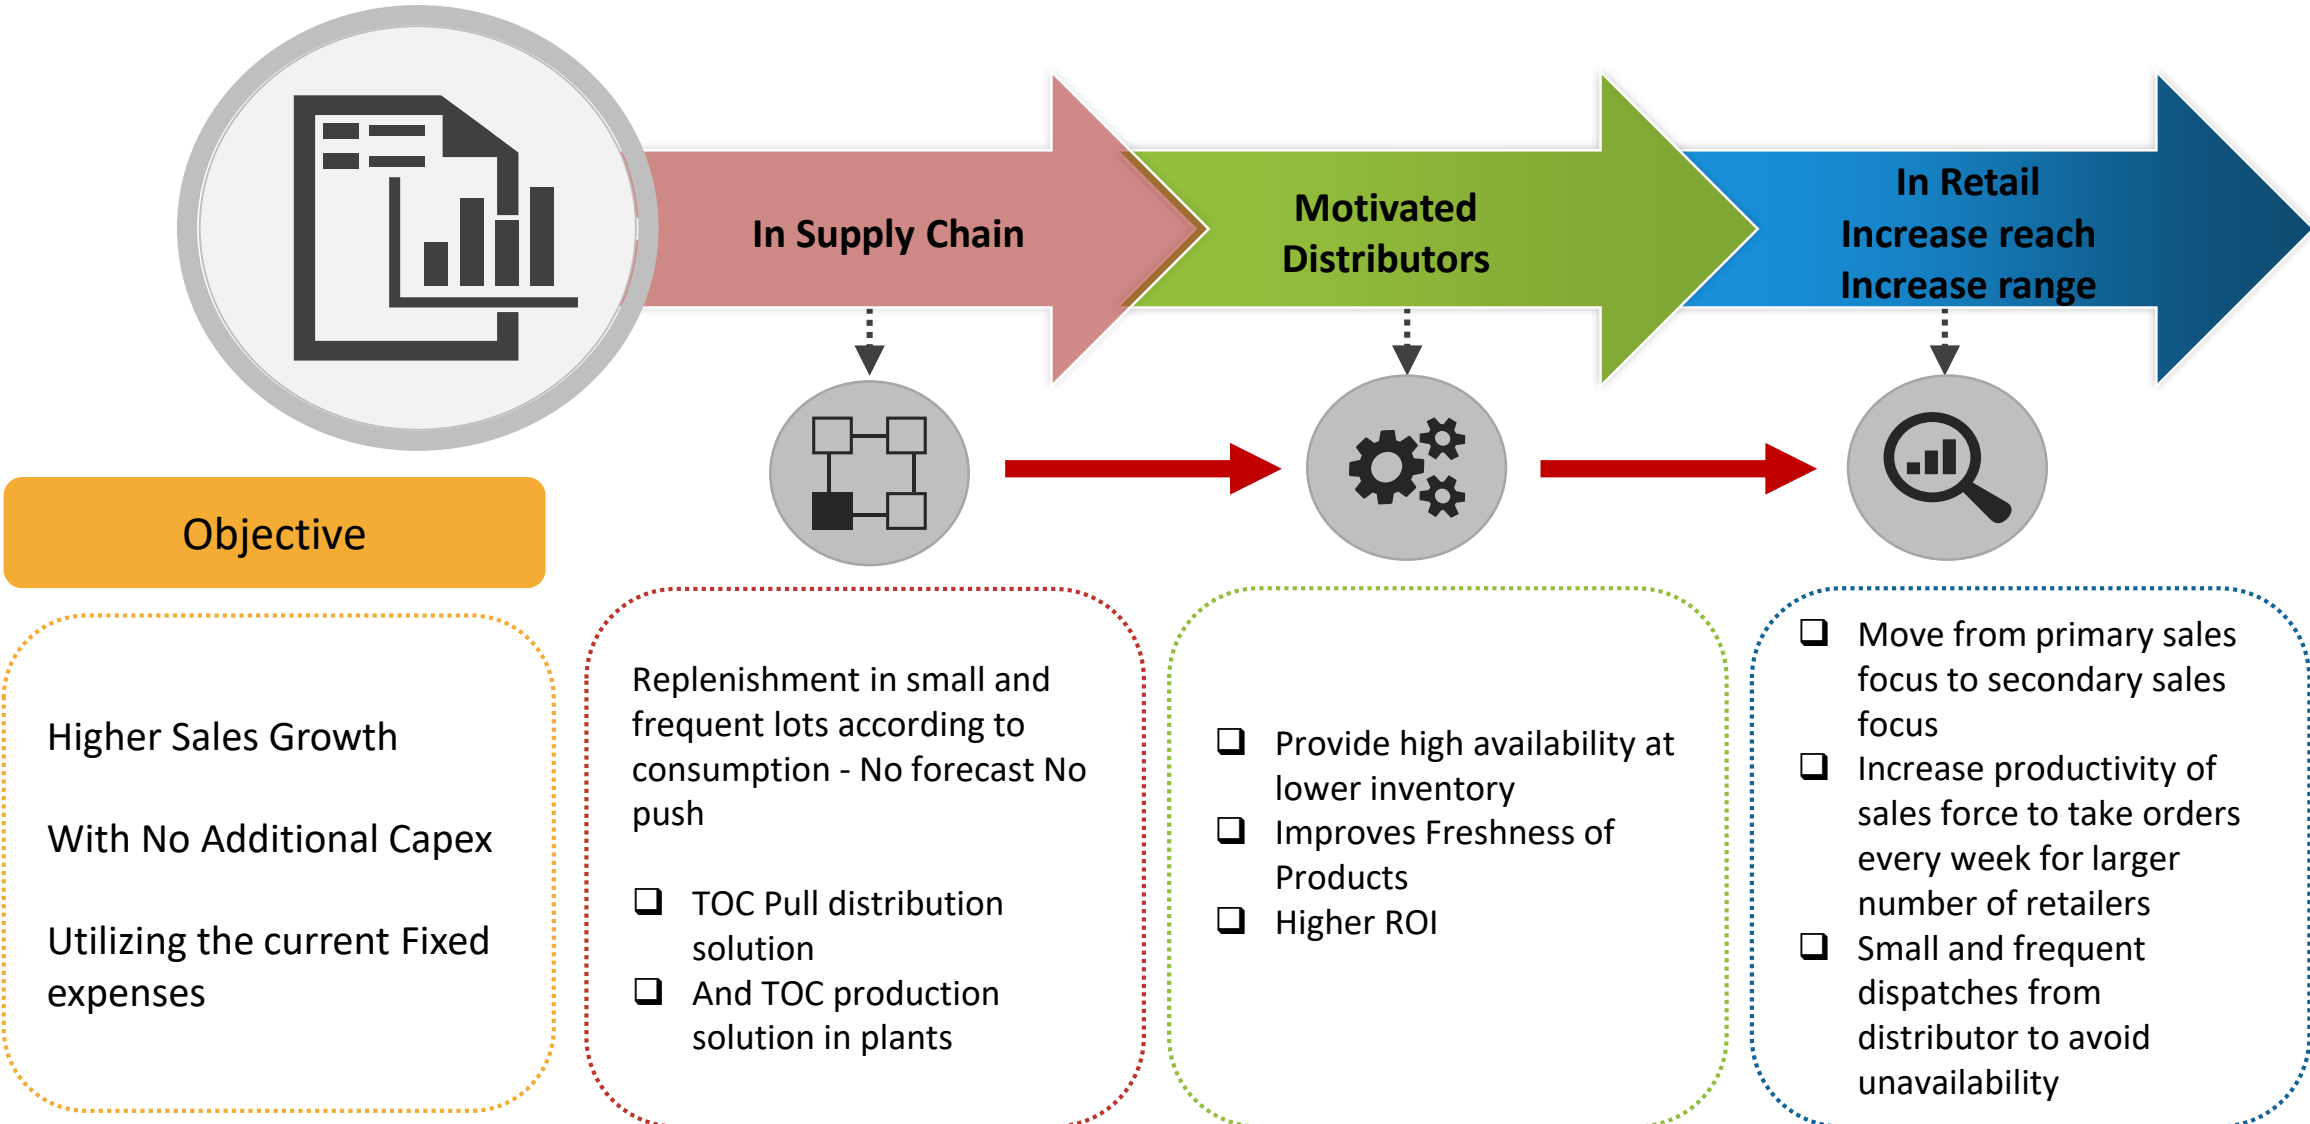 In Supply Chain
Motivated
Distributors
In Retail
Increase reach
Increase range
Objective
Higher Sales Growth
With No Additional Capex
Utilizing the current Fixed
expenses
Replenishment in small and
frequent lots according to
consumption - No forecast No
push
❑ TOC Pull distribution
solution
❑ And TOC production
solution in plants
❑ Provide high availability at
lower inventory
❑ Improves Freshness of
Products
❑ Higher ROI
❑ Move from primary sales
focus to secondary sales
focus
❑ Increase productivity of
sales force to take orders
every week for larger
number of retailers
❑ Small and frequent
dispatches from
distributor to avoid
unavailability